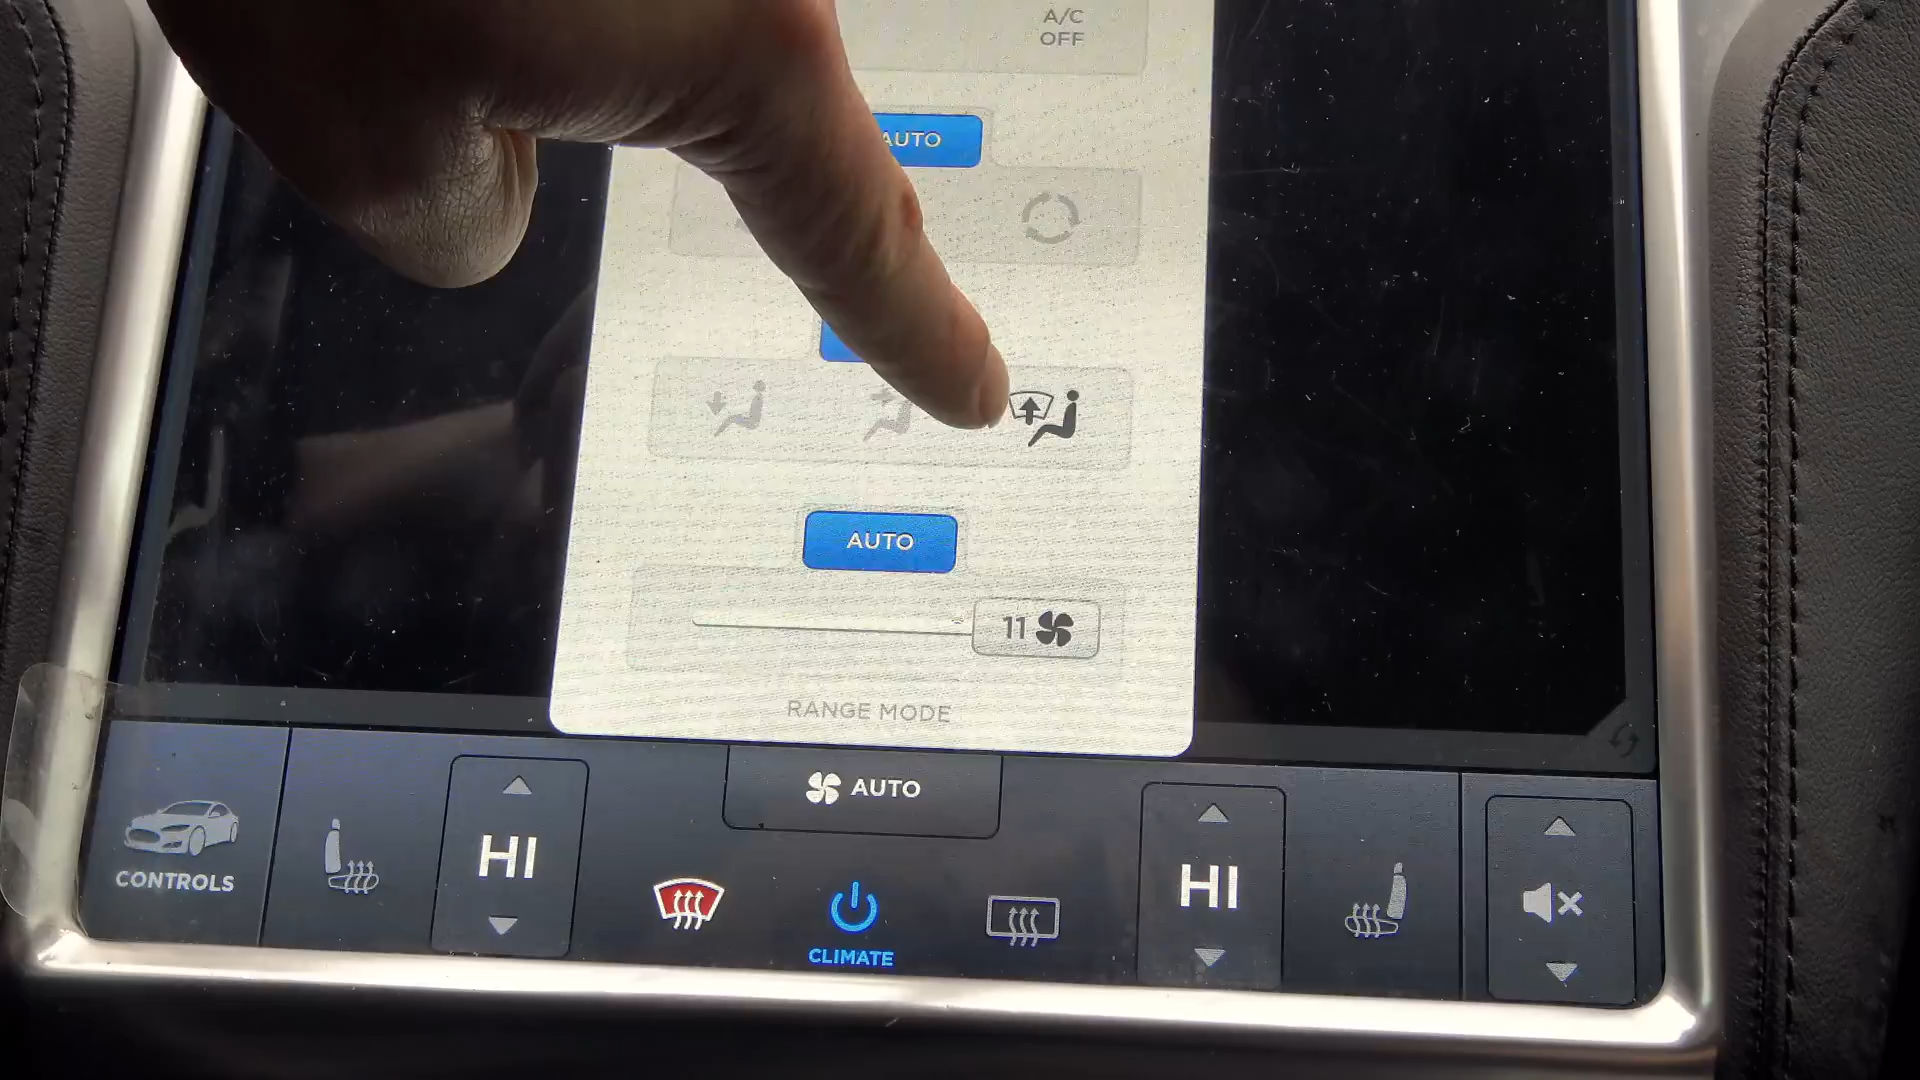 A/C
OFF
AUTO
AUTO
11
RANGE MODE
AUTO
CONTROLS
HI
CLIMATE
HI